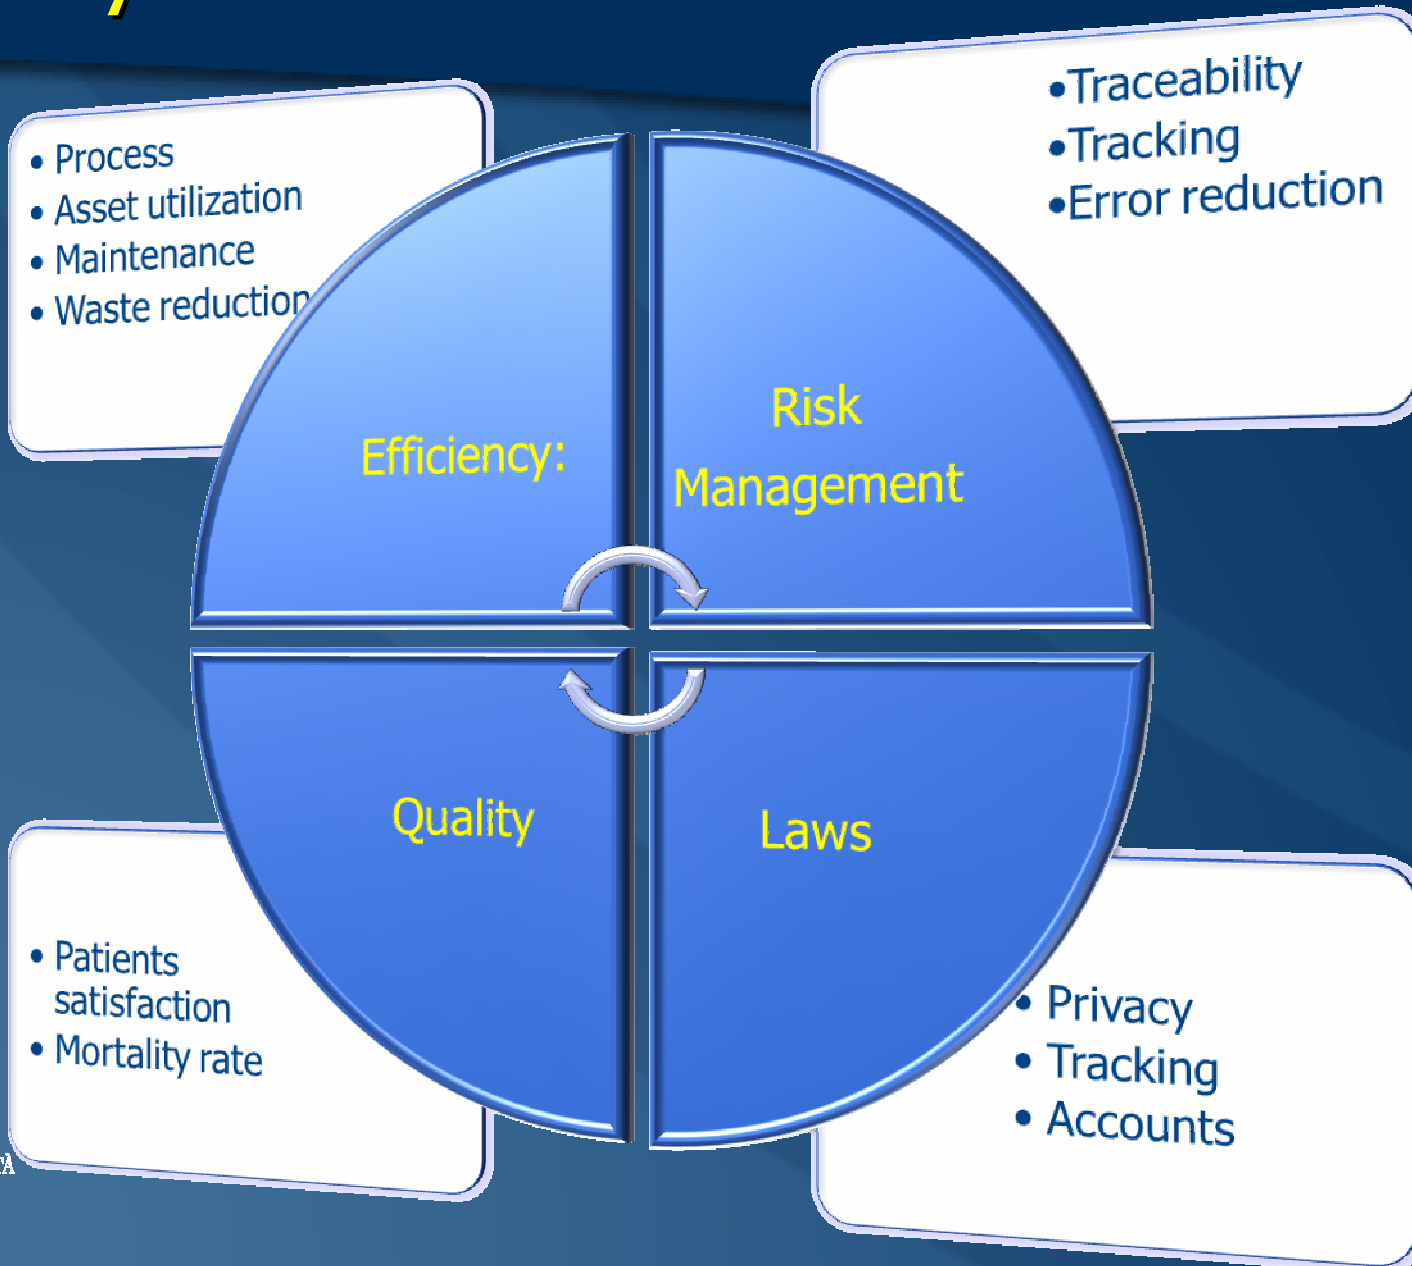 • Process
• Asset utilization
• Maintenance
• Waste reduction
•Traceability
•Tracking
•Error reduction
Efficiency:
Risk
Management
Quality
Laws
• Patients
satisfaction
• Mortality rate
• Privacy
• Tracking
• Accounts